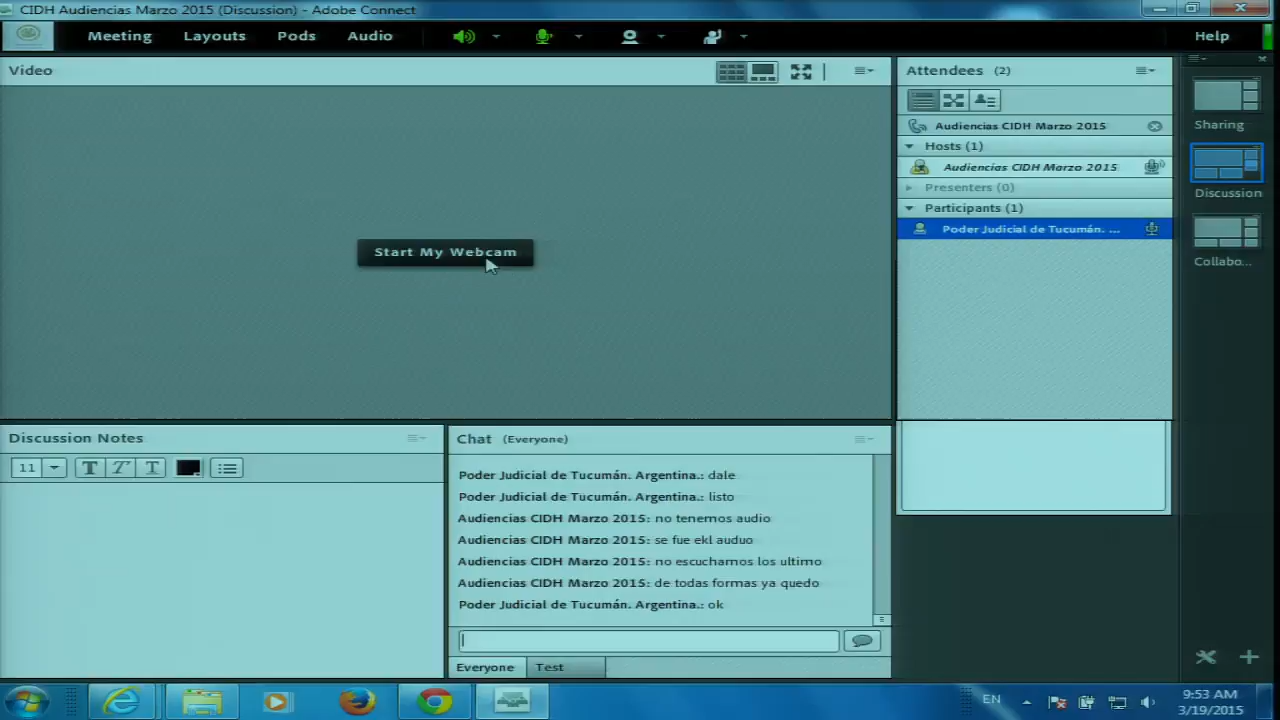 CIDH Audiencias Marzo 2015 (Discussion) - Adobe Connect
Meeting Layouts Pods Audio Help
Video
Attendees (2)
Audiencias CIDH Marzo 2015
Hosts (1)
Audiencias CIDH Marzo 2015
Presenters (0)
Participants (1)
Poder Judicial de Tucumán. ...
Sharing
Discussion
Collabo...
Start My Webcam
Discussion Notes
11 T T T
Chat (Everyone)
Poder Judicial de Tucumán. Argentina.: dale
Poder Judicial de Tucumán. Argentina.: listo
Audiencias CIDH Marzo 2015: no tenemos audio
Audiencias CIDH Marzo 2015: se fue ekl auduo
Audiencias CIDH Marzo 2015: no escuchamos los ultimo
Audiencias CIDH Marzo 2015: de todas formas ya quedo
Poder Judicial de Tucumán. Argentina.: ok
Everyone Test
EN
9:53 AM
3/19/2015